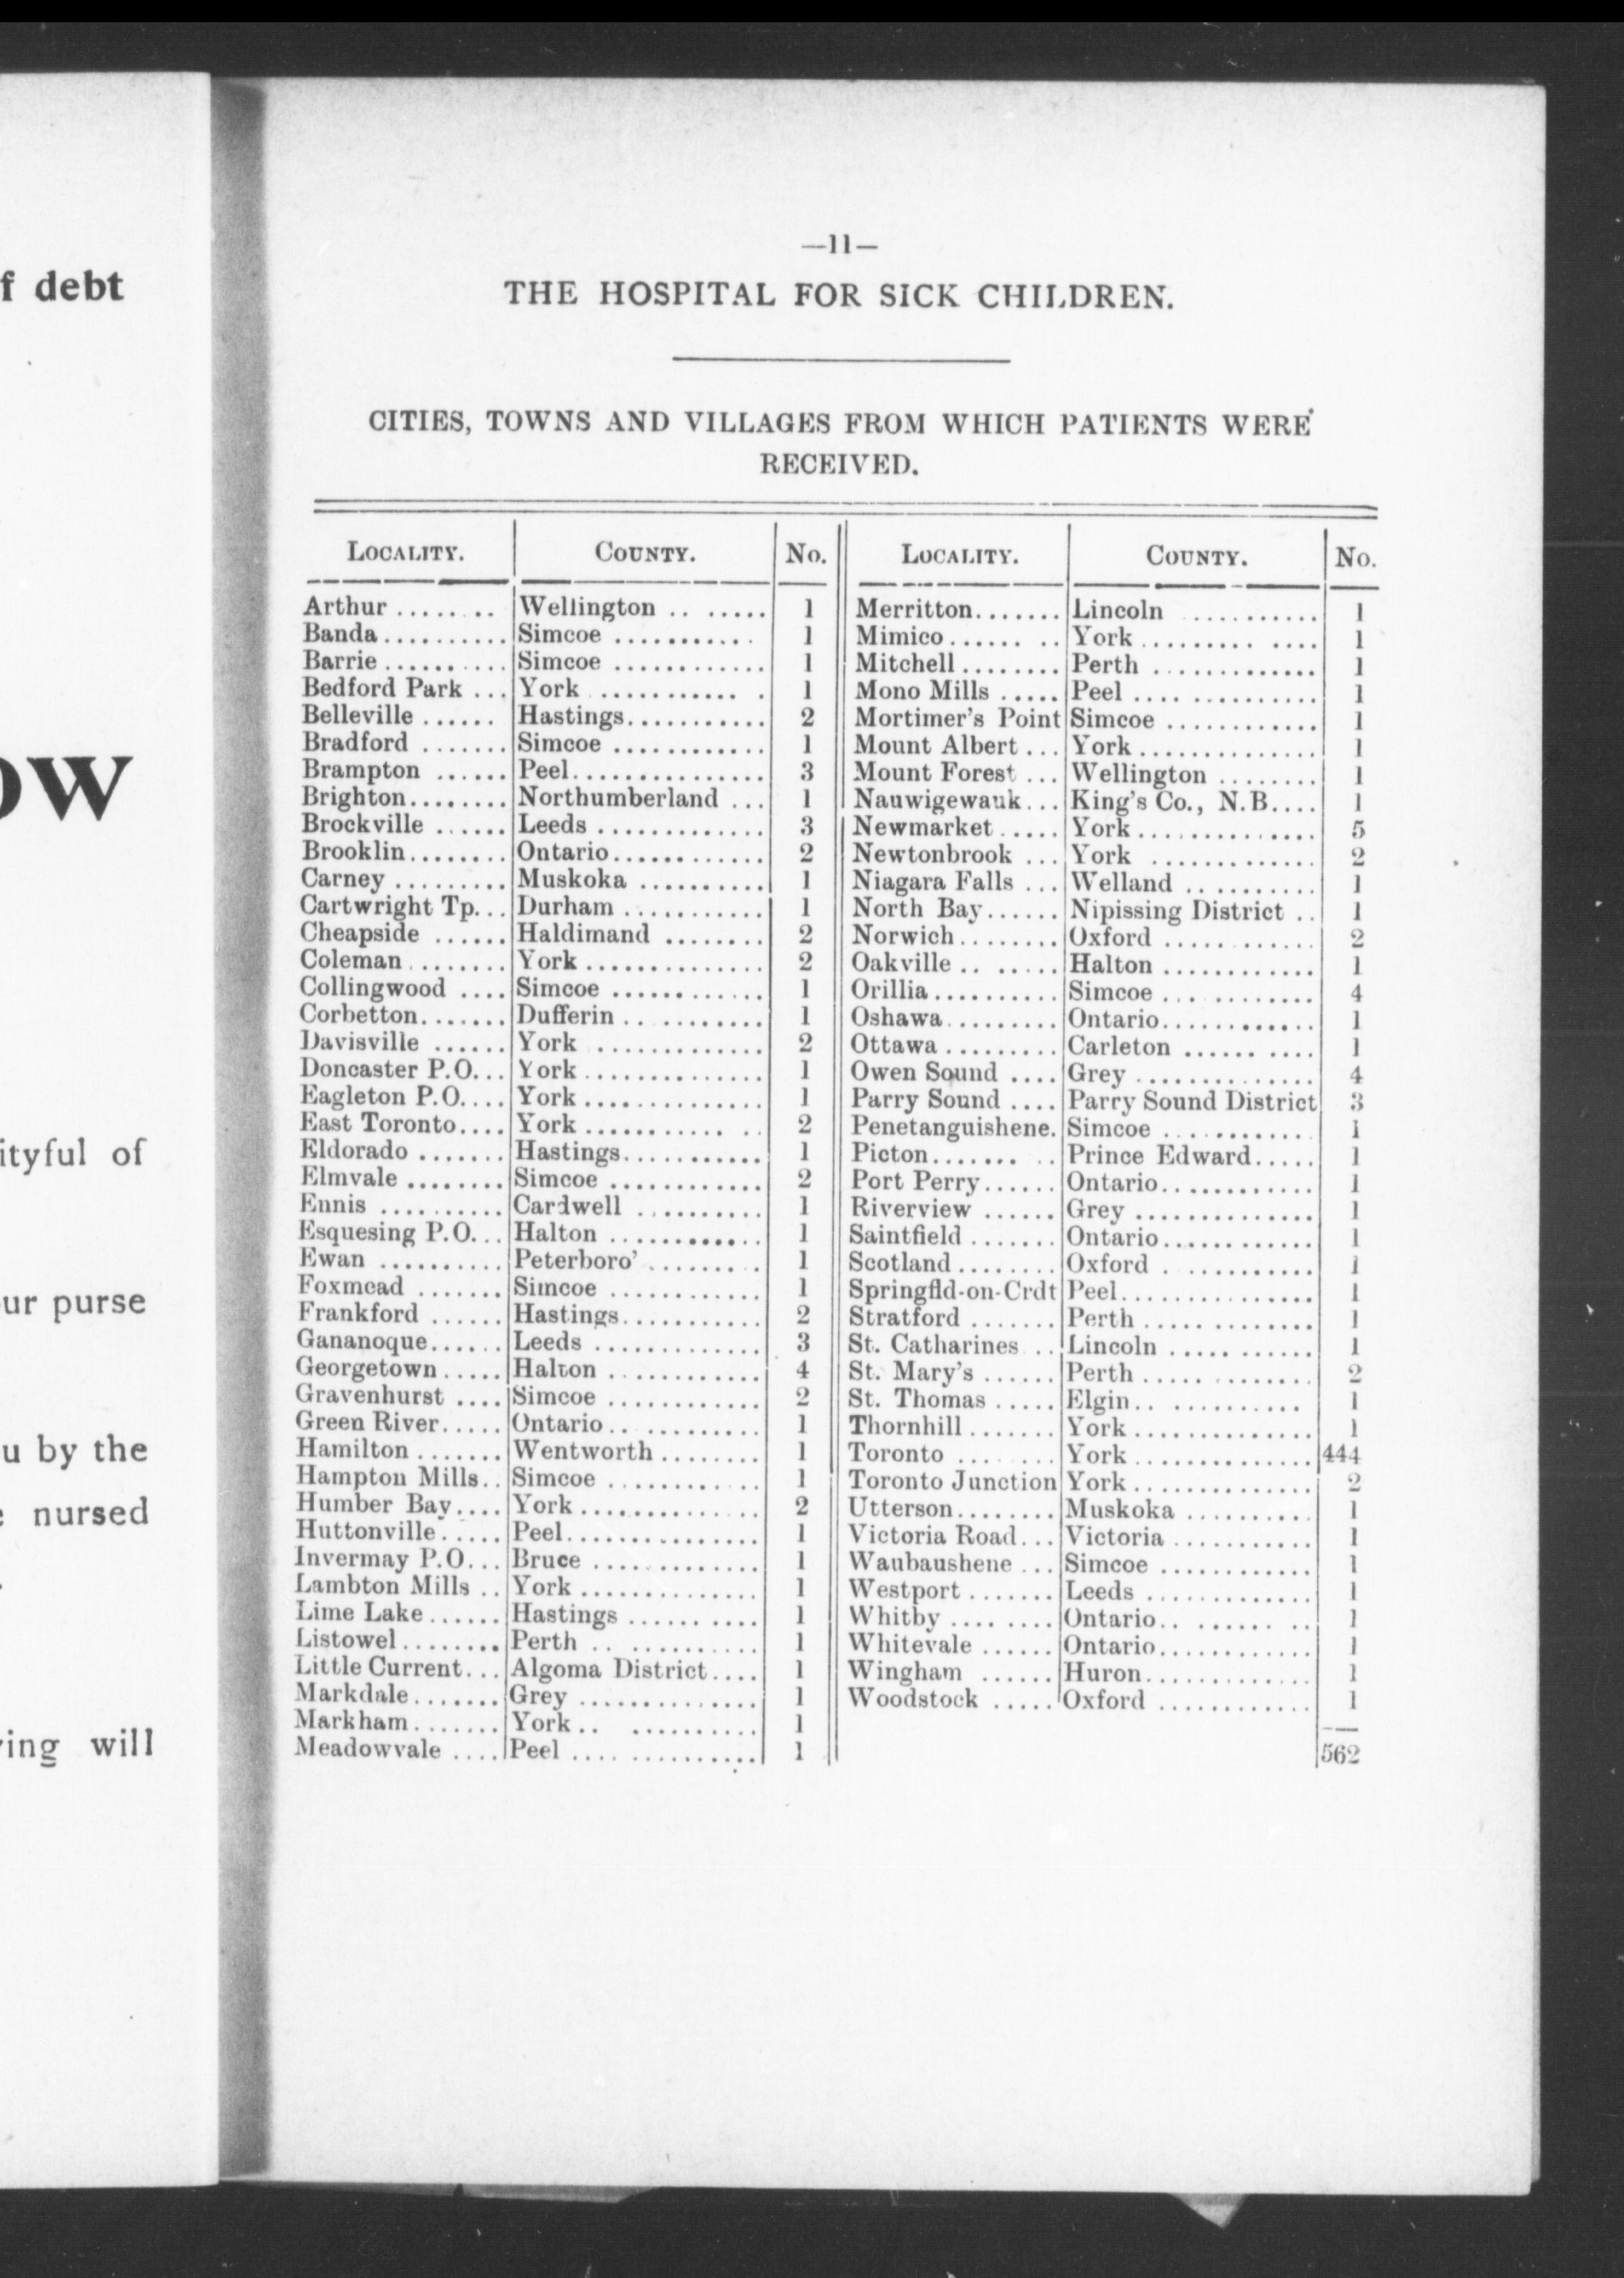 f debt
OW
ityful of
ur purse
u by the
nursed
ing will
—11—
THE HOSPITAL FOR SICK CHILDREN.
CITIES, TOWNS AND VILLAGES FROM WHICH PATIENTS WERE
RECEIVED.
LOCALITY. COUNTY. No.
Arthur ........ Wellington .. ...... 1
Banda.......... Simcoe ........... 1
Barrie .......... Simcoe ............. 1
Bedford Park ... York ............ . 1
Belleville ...... Hastings............ 2
Bradford ....... Simcoe ............. 1
Brampton ...... Peel................ 3
Brighton........ Northumberland ... 1
Brockville ...... Leeds .............. 3
Brooklin........ Ontario............. 2
Carney ......... Muskoka ........... 1
Cartwright Tp... Durham ............ 1
Cheapside ...... Haldimand ........ 2
Coleman ........ York ............... 2
Collingwood .... Simcoe ............. 1
Corbetton....... Dufferin ............ 1
Davisville ...... York .............. 2
Doncaster P.O... York ............... 1
Eagleton P.O.... York ............... 1
East Toronto.... York ........... .. 2
Eldorado ....... Hastings............ 1
Elmvale ........ Simcoe ............. 2
Ennis .......... Cardwell ........... 1
Esquesing P.O... Halton ............. 1
Ewan .......... Peterboro' ......... 1
Foxmead ....... Simcoe ............. 1
Frankford ...... Hastings............ 2
Gananoque...... Leeds .............. 3
Georgetown ..... Halton ............. 4
Gravenhurst .... Simcoe ............. 2
Green River..... Ontario ............. 1
Hamilton ....... Wentworth ......... 1
Hampton Mills.. Simcoe ............. 1
Humber Bay.... York ............... 2
Huttonville ..... Peel................ 1
Invermay P.O... Bruce .............. 1
Lambton Mills .. York ............... 1
Lime Lake ...... Hastings ...... .... 1
Listowel ........ Perth .. ........... 1
Little Current... Algoma District.... 1
Markdale ....... Grey ............... 1
Markham ....... York .. ........... 1
Meadowvale .... Peel ................ 1
LOCALITY. COUNTY. No.
Merritton....... Lincoln ........... 1
Mimico ...... .. York ......... .... 1
Mitchell ........ Perth .............. 1
Mono Mills ..... Peel .... ........... 1
Mortimer's Point Simcoe ............. 1
Mount Albert ... York ............... 1
Mount Forest ... Wellington ........ 1
Nauwigewauk... King's Co., N.B.... 1
Newmarket ..... York ............... 5
Newtonbrook ... York .............. 2
Niagara Falls ... Welland .. ......... 1
North Bay...... Nipissing District .. 1
Norwich ........ Oxford ............. 2
Oakville .. ..... Halton ............. 1
Orillia .......... Simcoe ............. 4
Oshawa ......... Ontario............. 1
Ottawa ......... Carleton ...... .... 1
Owen Sound .... Grey ............... 4
Parry Sound .... Parry Sound District 3
Penetanguishene. Simcoe ............. 1
Picton....... .. Prince Edward..... 1
Port Perry...... Ontario............. 1
Riverview ...... Grey ............... 1
Saintfield ....... Ontario............. 1
Scotland ........ Oxford . ........... 1
Springfld-on-Crdt Peel................ 1
Stratford ....... Perth ..... ........ 1
St. Catharines .. Lincoln ..... ...... 1
St. Mary's ...... Perth ..... ........ 2
St. Thomas ..... Elgin.. ........... 1
Thornhill ....... York ............... 1
Toronto ........ York ............... 444
Toronto Junction York ............... 2
Utterson ........ Muskoka ........... 1
Victoria Road... Victoria ............ 1
Waubaushene ... Simcoe ............. 1
Westport ....... Leeds .............. 1
Whitby .... .... Ontario.. ....... .. 1
Whitevale ...... Ontario............. 1
Wingham ...... Huron.............. 1
Woodstock ..... Oxford ............. 1
562